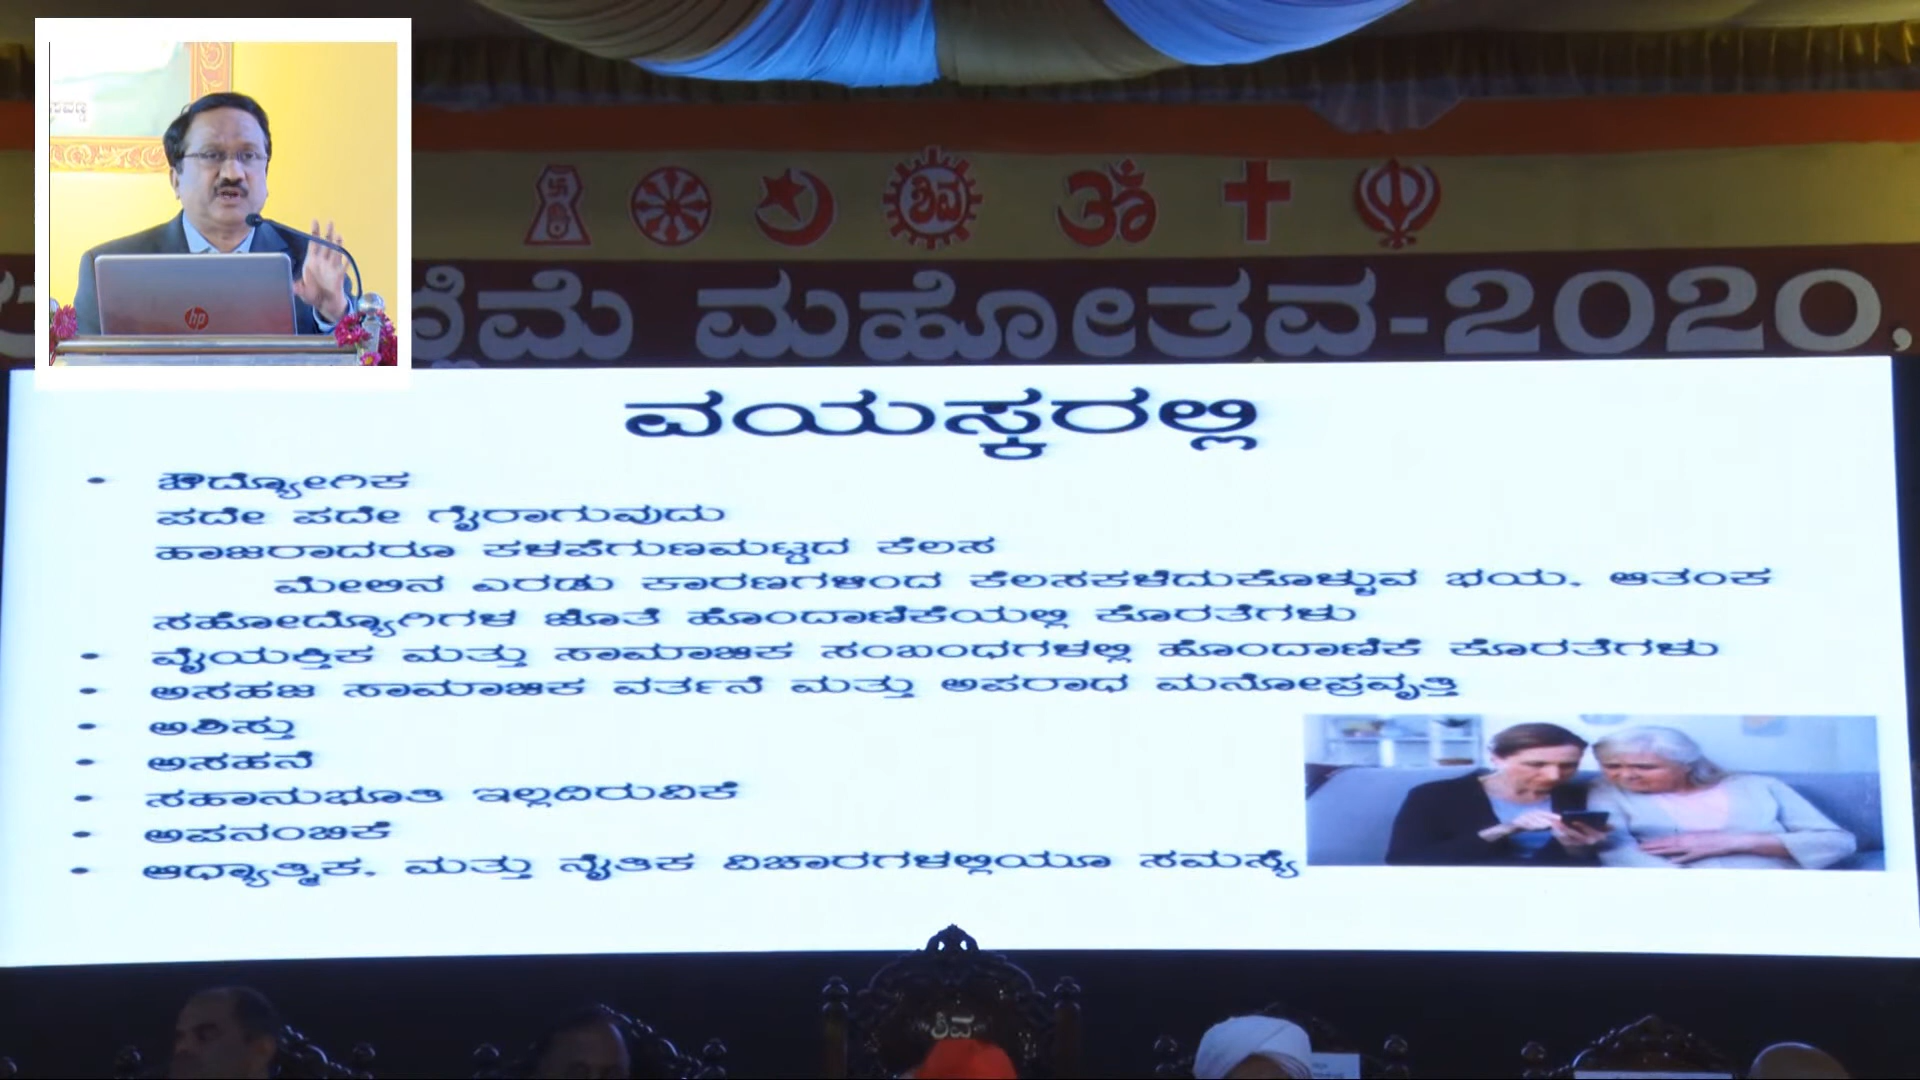 ಶಿವ
ಣ್ಣಿಮೆ ಮಹೋತ್ಸವ-2020,
hp
ವಯಸ್ಕರಲ್ಲಿ
• ಔದ್ಯೋಗಿಕ
ಪದೇ ಪದೇ ಗೈರಾಗುವುದು
ಹಾಜರಾದರೂ ಕಳಪೆಗುಣಮಟ್ಟದ ಕೆಲಸ
ಮೇಲಿನ ಎರಡು ಕಾರಣಗಳಿಂದ ಕೆಲಸಕಳೆದುಕೊಳ್ಳುವ ಭಯ, ಆತಂಕ
ಸಹೋದ್ಯೊಗಿಗಳ ಜೊತೆ ಹೊಂದಾಣಿಕೆಯಲ್ಲಿ ಕೊರತೆಗಳು
• ವೈಯಕ್ತಿಕ ಮತ್ತು ಸಾಮಾಜಿಕ ಸಂಬಂಧಗಳಲ್ಲಿ ಹೊಂದಾಣಿಕೆ ಕೊರತೆಗಳು
• ಅಸಹಜ ಸಾಮಾಜಿಕ ವರ್ತನೆ ಮತ್ತು ಅಪರಾಧ ಮನೋಪ್ರವೃತ್ತಿ
• ಅಶಿಸ್ತು
• ಅಸಹನೆ
• ಸಹಾನುಭೂತಿ ಇಲ್ಲದಿರುವಿಕೆ
• ಅಪನಂಬಿಕೆ
• ಆಧ್ಯಾತ್ಮಿಕ, ಮತ್ತು ನೈತಿಕ ವಿಚಾರಗಳಲ್ಲಿಯೂ ಸಮಸ್ಯೆ
ಶಿವ